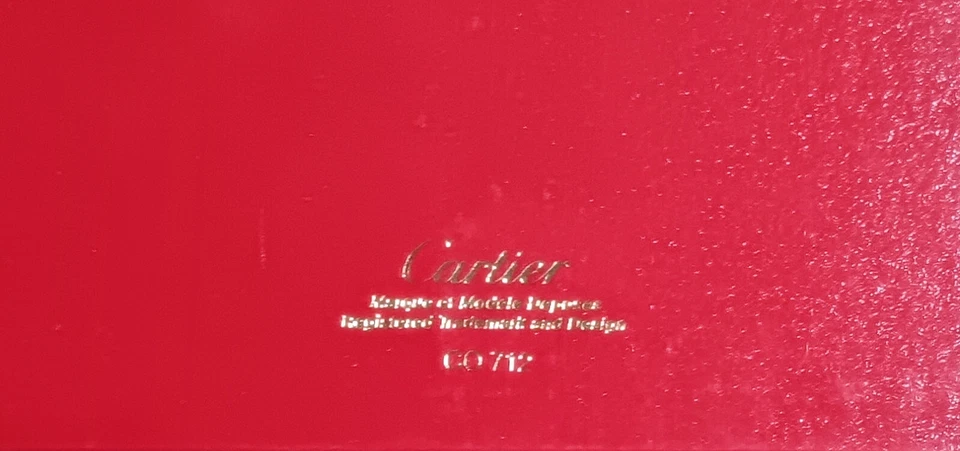 Cartier
Marque et Modèle Déposés
Registered Trademark and Design
CO 712